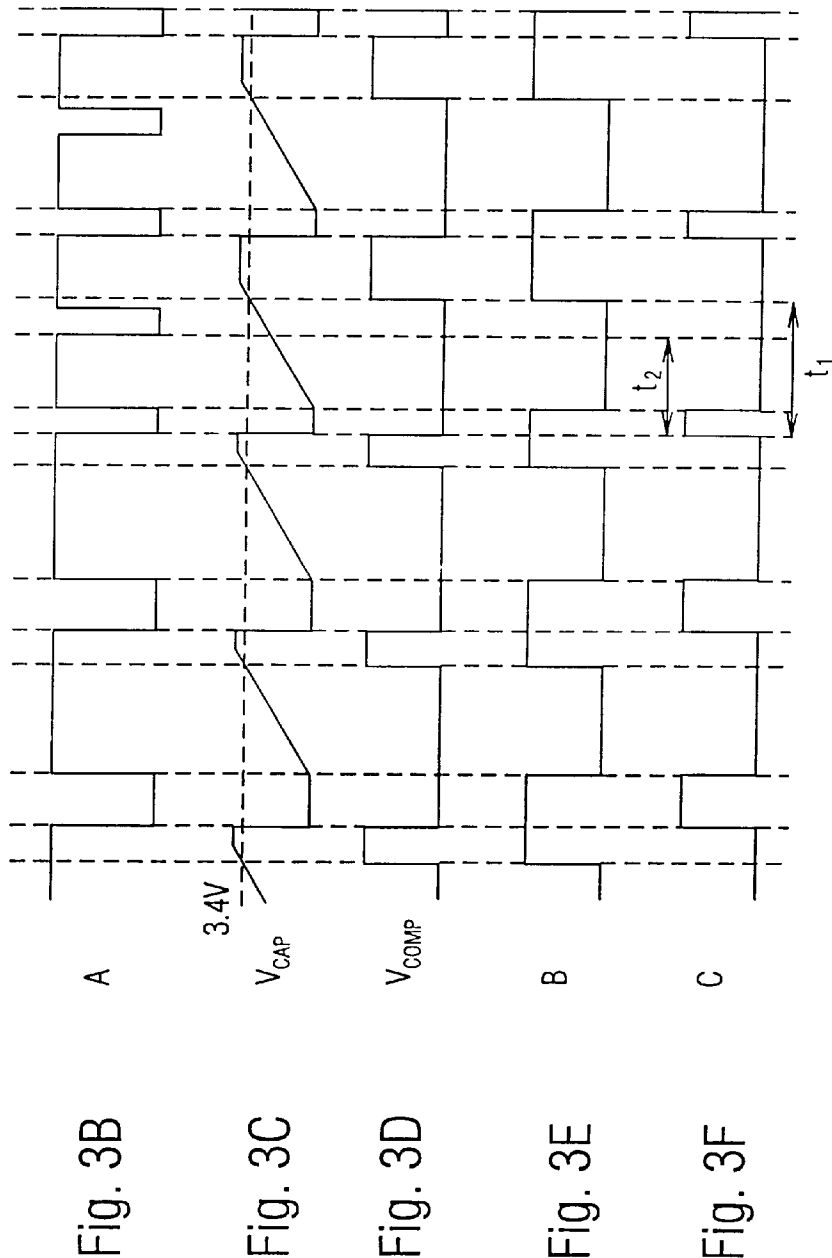 Fig. 3B
A
Fig. 3C
V_CAP
3.4V
Fig. 3D
V_COMP
Fig. 3E
B
t_2
Fig. 3F
C
t_1